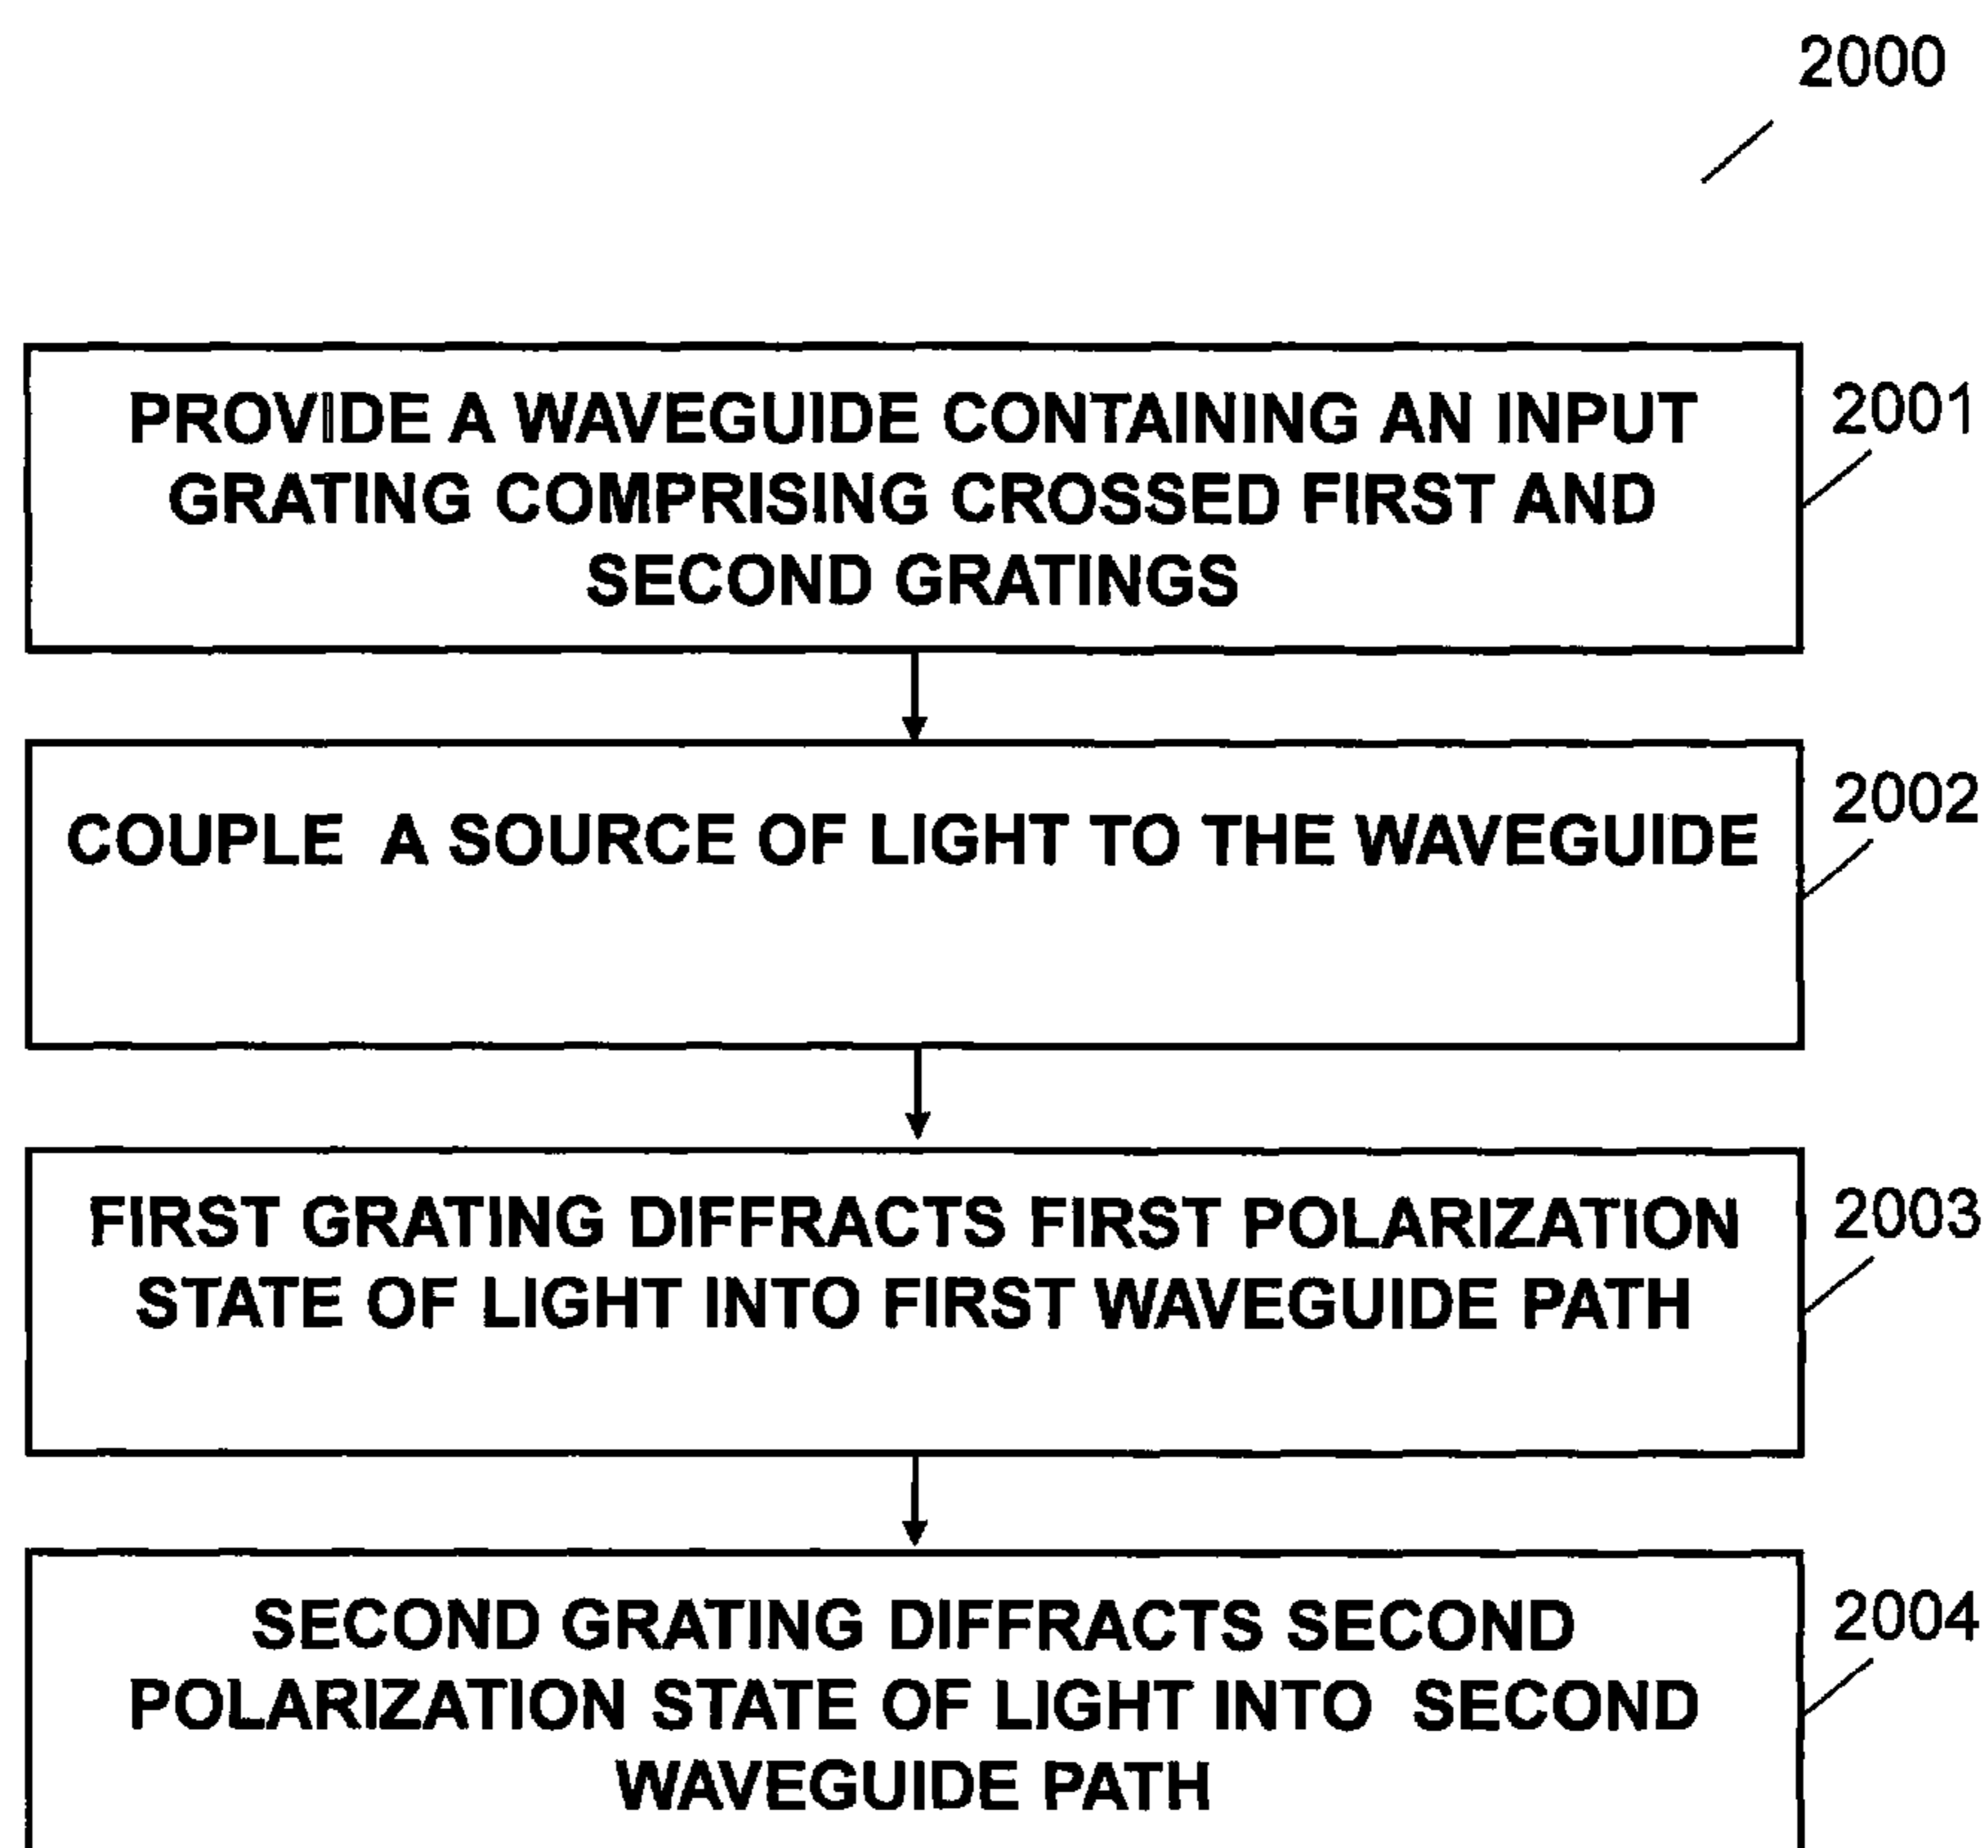 2000
PROVIDE A WAVEGUIDE CONTAINING AN INPUT
GRATING COMPRISING CROSSED FIRST AND
SECOND GRATINGS
2001
COUPLE A SOURCE OF LIGHT TO THE WAVEGUIDE
2002
FIRST GRATING DIFFRACTS FIRST POLARIZATION
STATE OF LIGHT INTO FIRST WAVEGUIDE PATH
2003
SECOND GRATING DIFFRACTS SECOND
POLARIZATION STATE OF LIGHT INTO SECOND
WAVEGUIDE PATH
2004